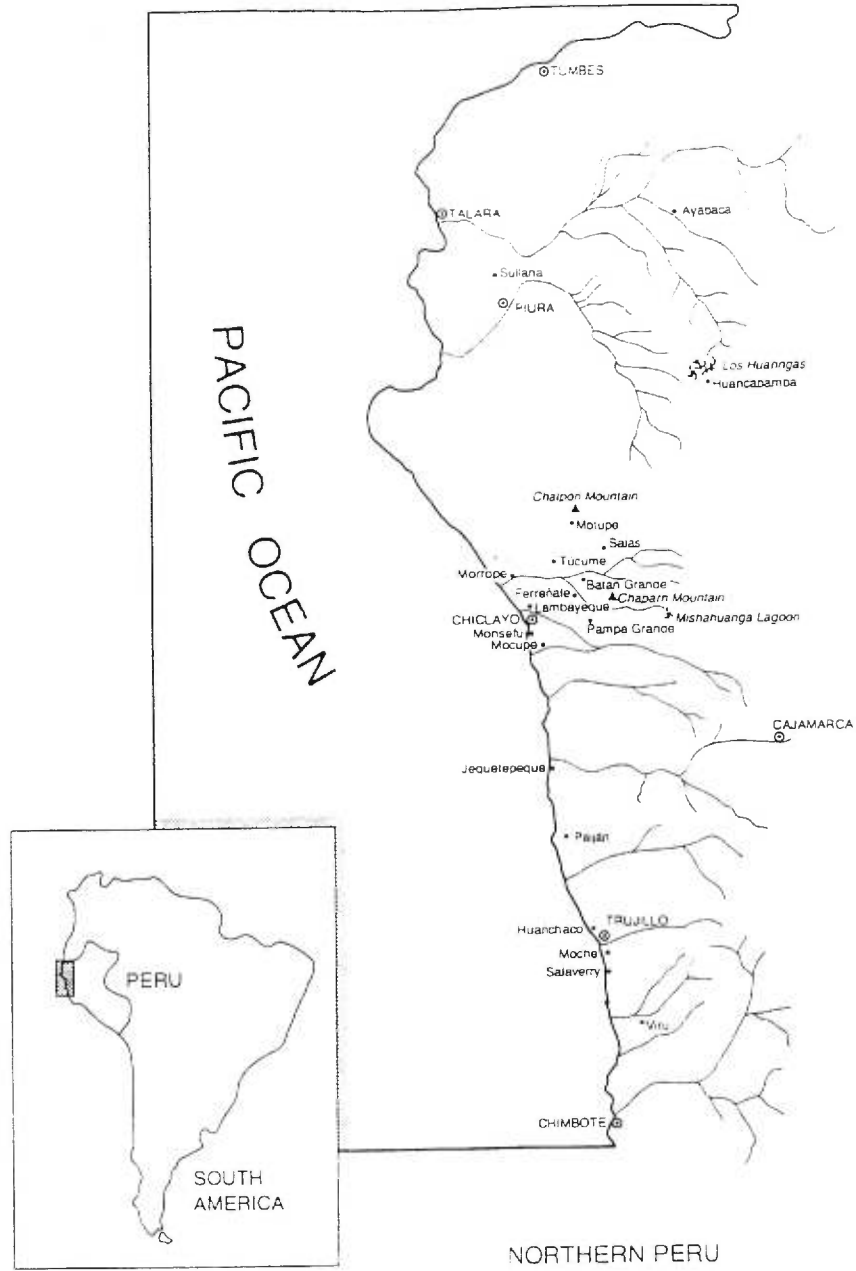 TUMBES
TALARA
Ayabaca
Sullana
PIURA
Los Huaringas
Huancabamba
PACIFIC OCEAN
Chalpon Mountain
Motupe
Salas
Tucume
Morrope
Batan Grande
Ferreñafe
Chaparri Mountain
Lambayeque
Mishahuanga Lagoon
CHICLAYO
Pampa Grande
Monsefu
Mocupe
CAJAMARCA
Jequetepeque
Paijan
Huanchaco
TRUJILLO
Moche
Salaverry
Viru
CHIMBOTE
PERU
SOUTH
AMERICA
NORTHERN PERU